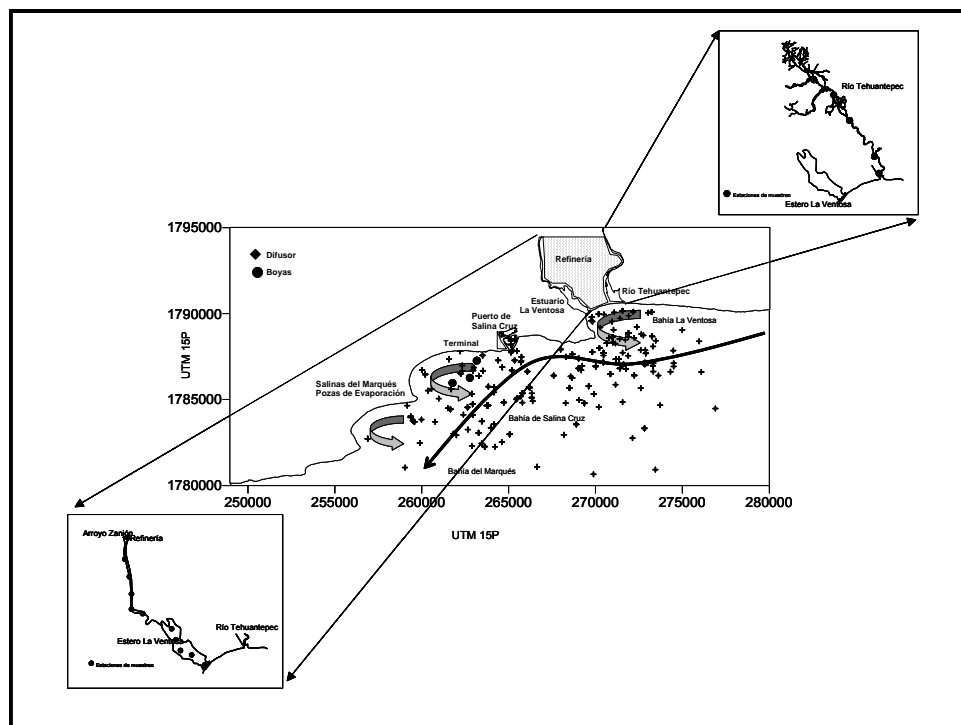 Río Tehuantepec
Estaciones de muestreo
Estero La Ventosa
1795000
1790000
1785000
1780000
UTM 15P
Difusor
Boyas
Refinería
Estuario
La Ventosa
Río Tehuantepec
Puerto de
Salina Cruz
Bahía La Ventosa
Terminal
Salinas del Marqués
Pozas de Evaporación
Bahía de Salina Cruz
Bahía del Marqués
250000 255000 260000 265000 270000 275000 280000
UTM 15P
Arroyo Zanjón
Refinería
Estero La Ventosa
Río Tehuantepec
Estaciones de muestreo